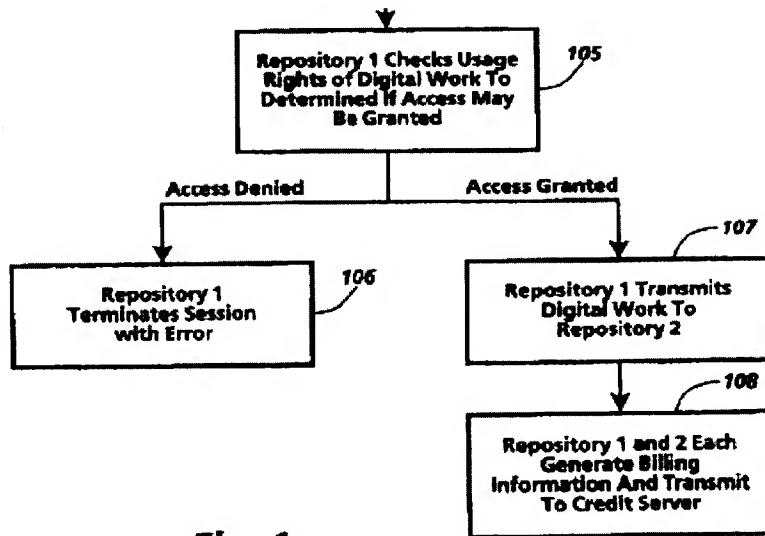 Repository 1 Checks Usage
Rights of Digital Work To
Determined If Access May
Be Granted
105
Access Denied
Access Granted
Repository 1
Terminates Session
with Error
106
107
Repository 1 Transmits
Digital Work To
Repository 2
108
Repository 1 and 2 Each
Generate Billing
Information And Transmit
To Credit Server